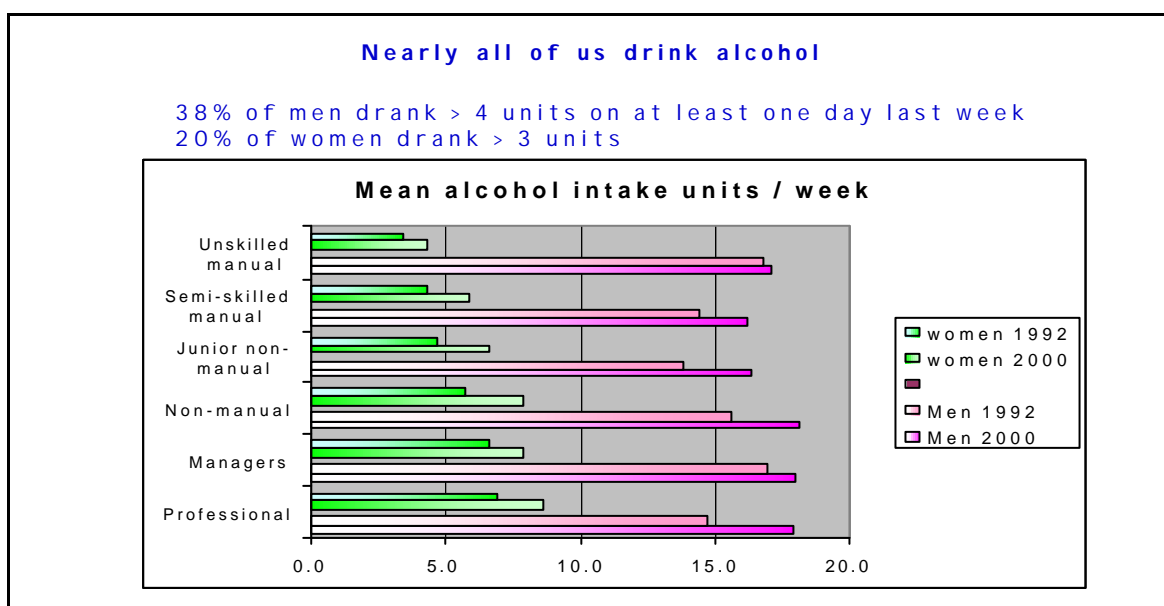 Nearly all of us drink alcohol
38% of men drank > 4 units on at least one day last week
20% of women drank > 3 units
Mean alcohol intake units / week
Unskilled
manual
Semi-skilled
manual
Junior non-
manual
Non-manual
Managers
Professional
0.0 5.0 10.0 15.0 20.0
women 1992
women 2000
Men 1992
Men 2000